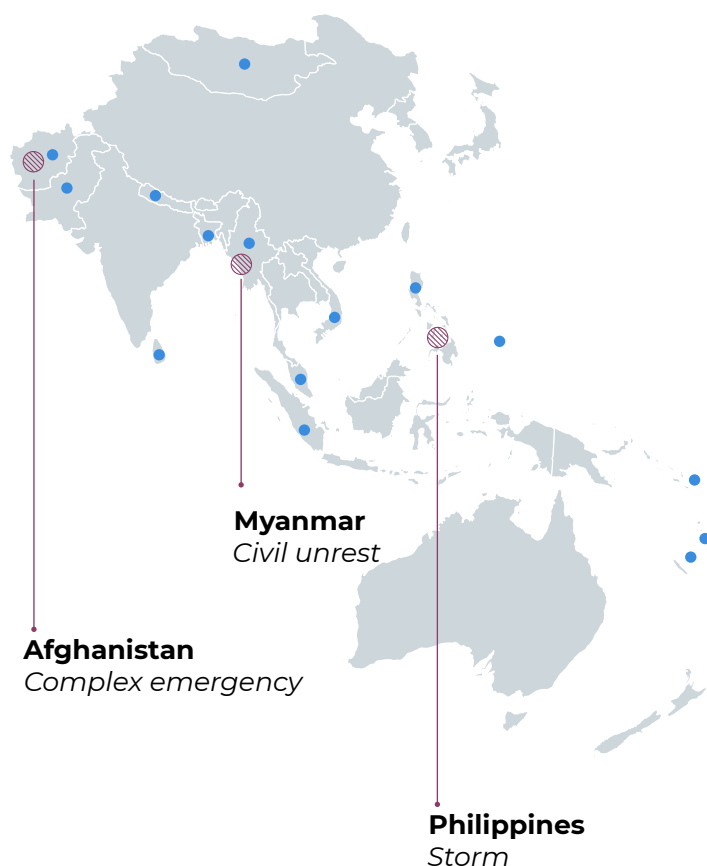 Myanmar
Civil unrest
Afghanistan
Complex emergency
Philippines
Storm